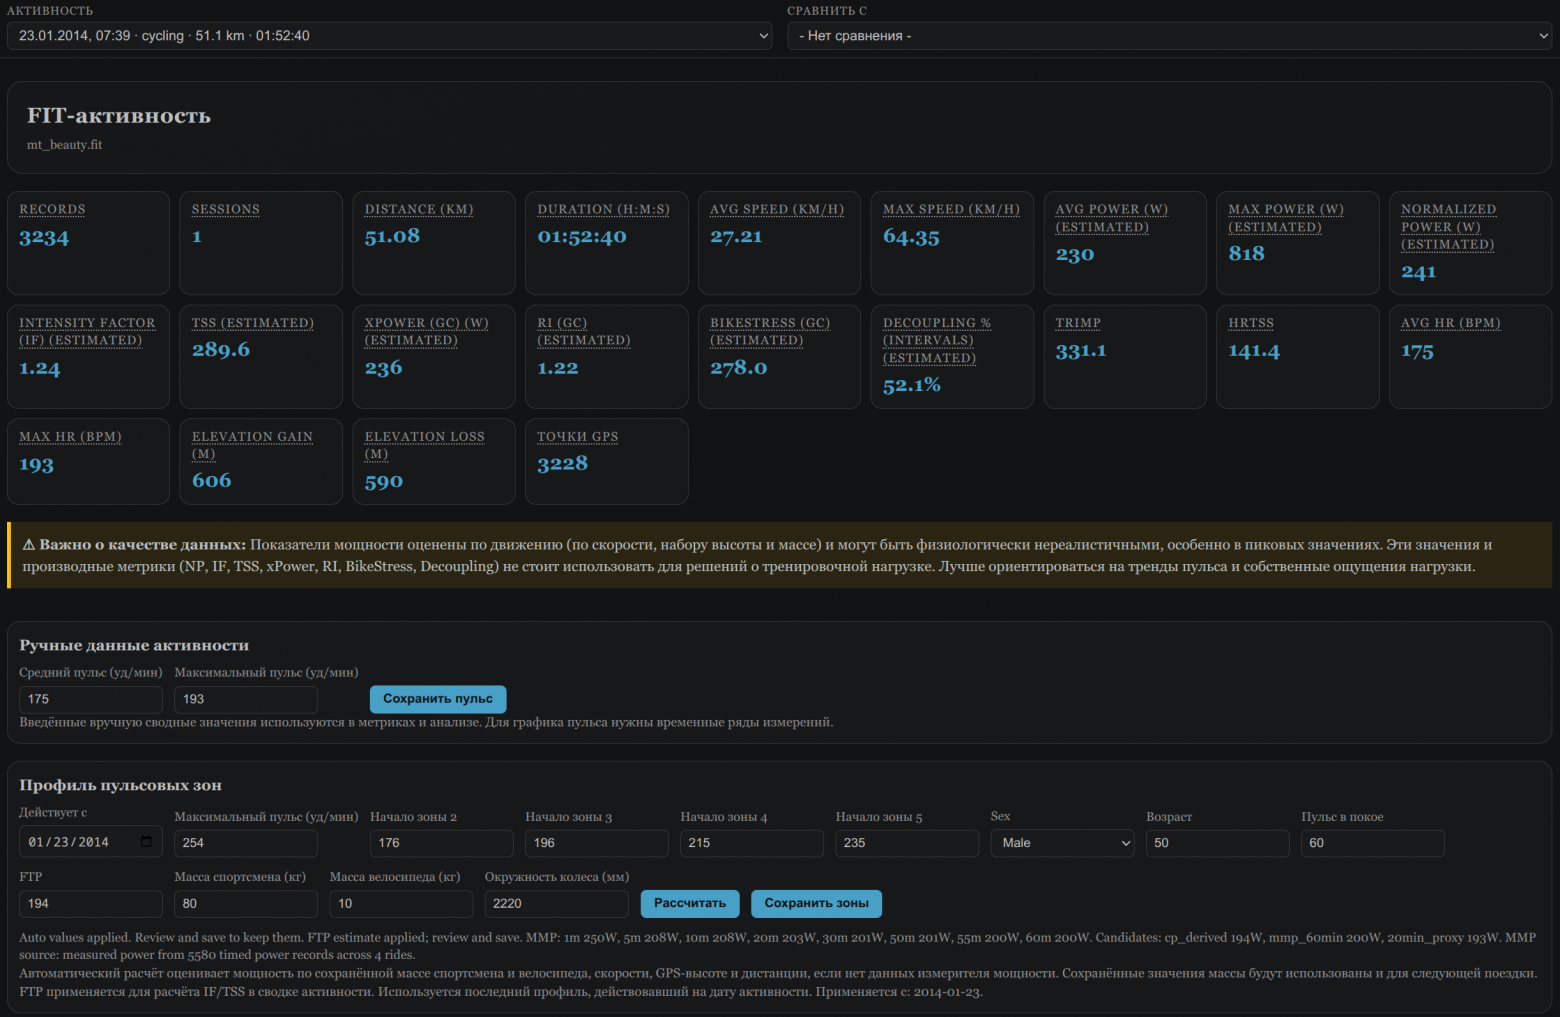 АКТИВНОСТЬ
СРАВНИТЬ С
23.01.2014, 07:39 · cycling · 51.1 km · 01:52:40
- Нет сравнения -
FIT-активность
mt_beauty.fit
RECORDS
3234
SESSIONS
1
DISTANCE (KM)
51.08
DURATION (H:M:S)
01:52:40
AVG SPEED (KM/H)
27.21
MAX SPEED (KM/H)
64.35
AVG POWER (W)
(ESTIMATED)
230
MAX POWER (W)
(ESTIMATED)
818
NORMALIZED
POWER (W)
(ESTIMATED)
241
INTENSITY FACTOR
(IF) (ESTIMATED)
1.24
TSS (ESTIMATED)
289.6
XPOWER (GC) (W)
(ESTIMATED)
236
RI (GC)
(ESTIMATED)
1.22
BIKESTRESS (GC)
(ESTIMATED)
278.0
DECOUPLING %
(INTERVALS)
(ESTIMATED)
52.1%
TRIMP
331.1
HRTSS
141.4
AVG HR (BPM)
175
MAX HR (BPM)
193
ELEVATION GAIN
(M)
606
ELEVATION LOSS
(M)
590
ТОЧКИ GPS
3228
⚠ Важно о качестве данных: Показатели мощности оценены по движению (по скорости, набору высоты и массе) и могут быть физиологически нереалистичными, особенно в пиковых значениях. Эти значения и
производные метрики (NP, IF, TSS, xPower, RI, BikeStress, Decoupling) не стоит использовать для решений о тренировочной нагрузке. Лучше ориентироваться на тренды пульса и собственные ощущения нагрузки.
Ручные данные активности
Средний пульс (уд/мин)
Максимальный пульс (уд/мин)
175
193
Сохранить пульс
Введённые вручную сводные значения используются в метриках и анализе. Для графика пульса нужны временные ряды измерений.
Профиль пульсовых зон
Действует с
Максимальный пульс (уд/мин)
Начало зоны 2
Начало зоны 3
Начало зоны 4
Начало зоны 5
Sex
Возраст
Пульс в покое
01/23/2014
254
176
196
215
235
Male
50
60
FTP
Масса спортсмена (кг)
Масса велосипеда (кг)
Окружность колеса (мм)
194
80
10
2220
Рассчитать
Сохранить зоны
Auto values applied. Review and save to keep them. FTP estimate applied; review and save. MMP: 1m 250W, 5m 208W, 10m 208W, 20m 203W, 30m 201W, 50m 201W, 55m 200W, 60m 200W. Candidates: cp_derived 194W, mmp_60min 200W, 20min_proxy 193W. MMP
source: measured power from 5580 timed power records across 4 rides.
Автоматический расчёт оценивает мощность по сохранённой массе спортсмена и велосипеда, скорости, GPS-высоте и дистанции, если нет данных измерителя мощности. Сохранённые значения массы будут использованы и для следующей поездки.
FTP применяется для расчёта IF/TSS в сводке активности. Используется последний профиль, действовавший на дату активности. Применяется с: 2014-01-23.